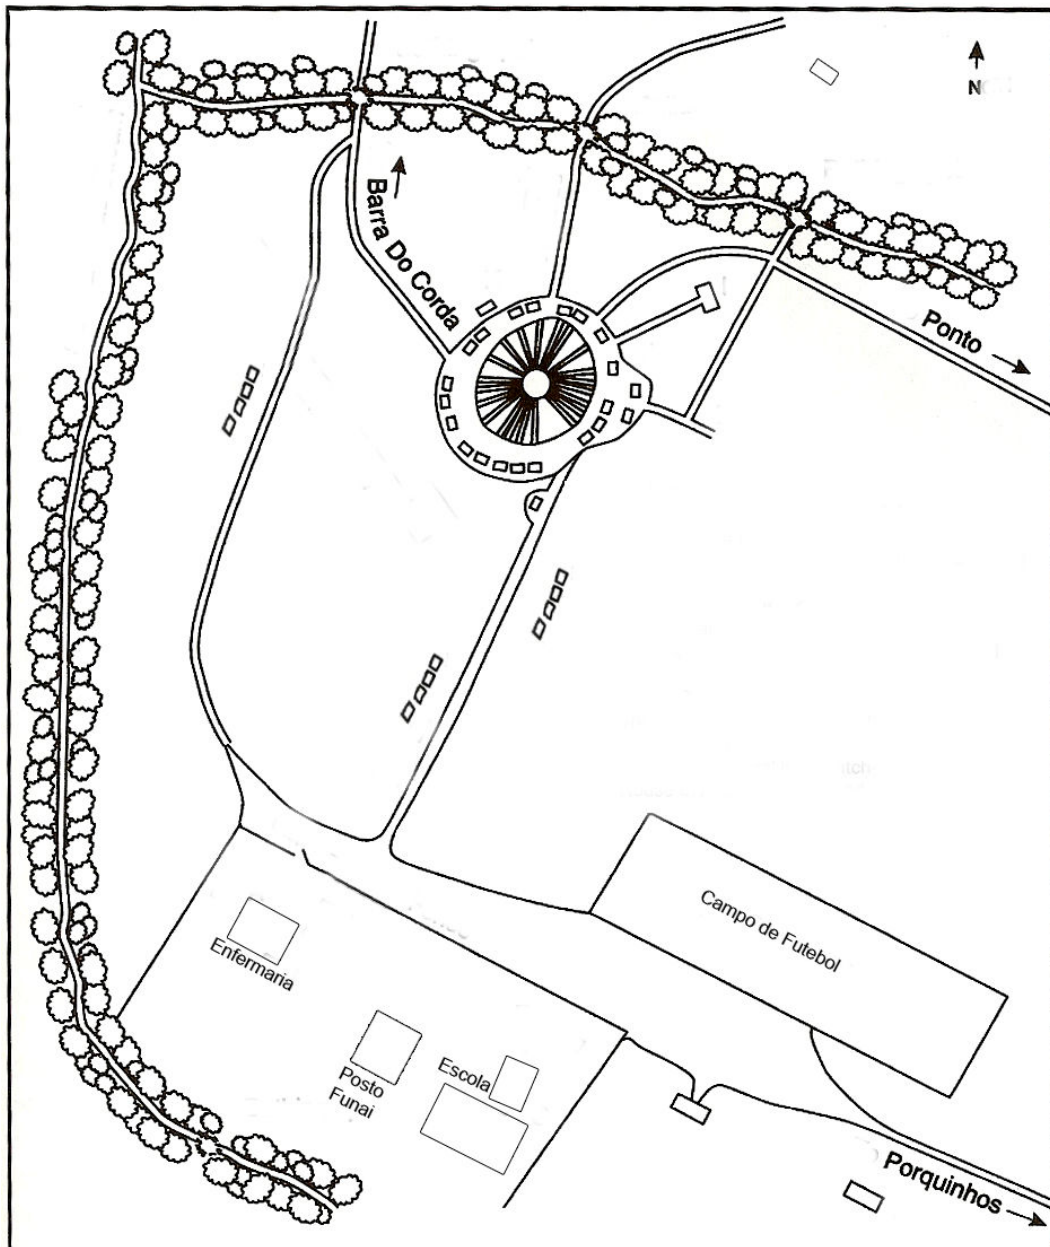 N
Barra Do Corda
Ponto
Campo de Futebol
Enfermaria
Posto
Funai
Escola
Porquinhos